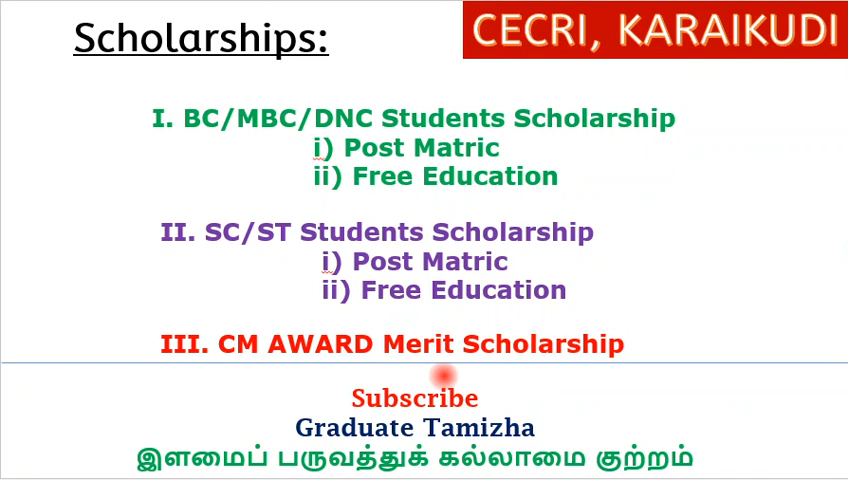 Scholarships:
CECRI, KARAIKUDI
I. BC/MBC/DNC Students Scholarship
i) Post Matric
ii) Free Education
II. SC/ST Students Scholarship
i) Post Matric
ii) Free Education
III. CM AWARD Merit Scholarship
Subscribe
Graduate Tamizha
இளமைப் பருவத்துக் கல்லாமை குற்றம்